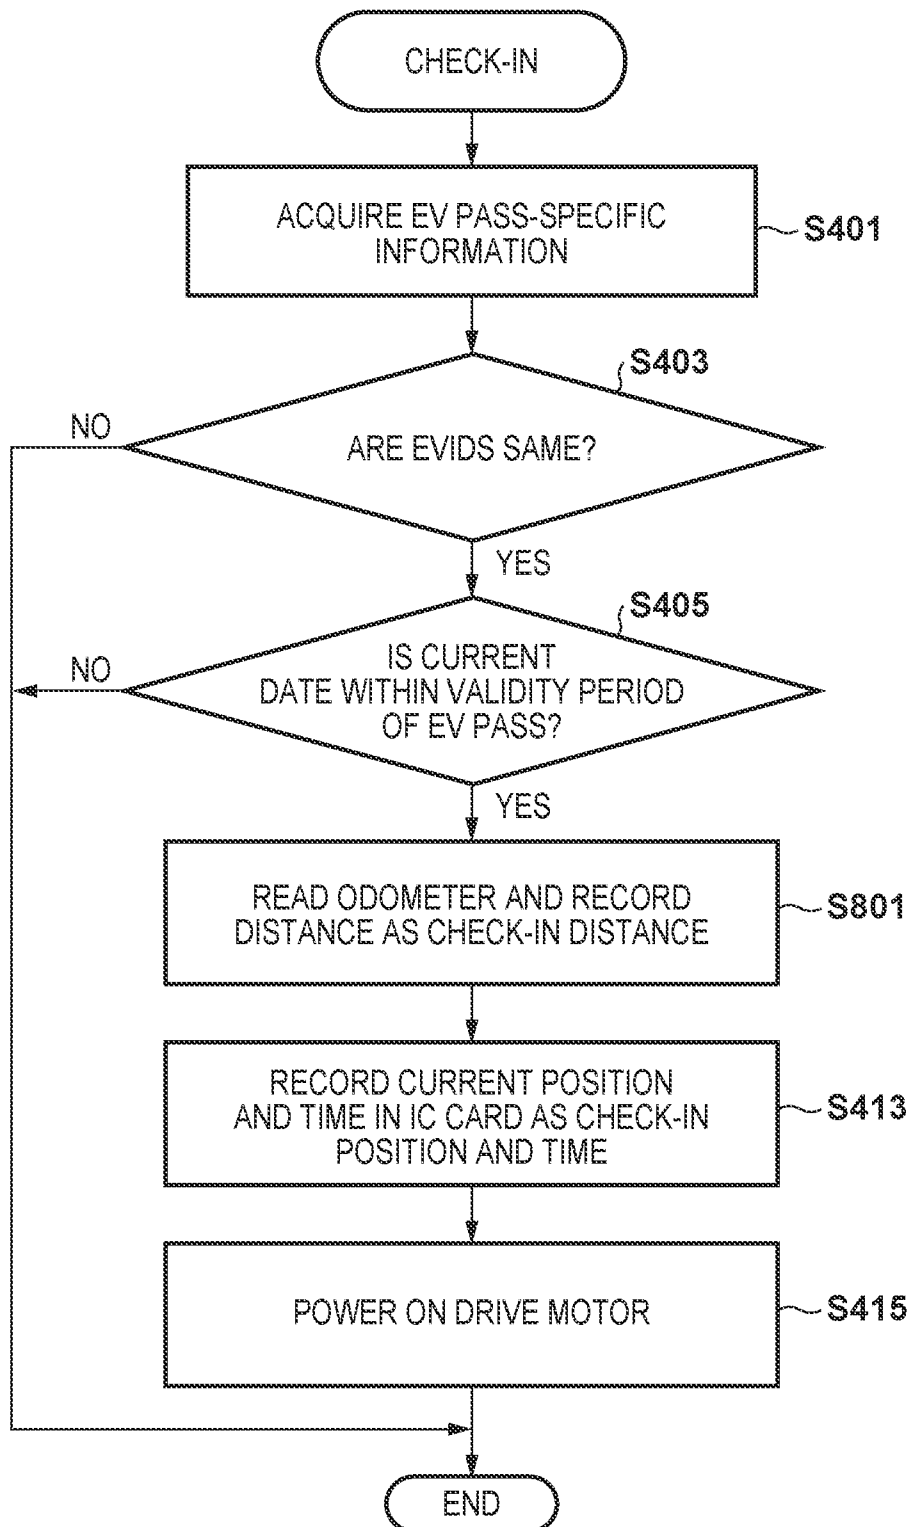 CHECK-IN
ACQUIRE EV PASS-SPECIFIC
INFORMATION
S401
S403
NO
ARE EVIDS SAME?
YES
S405
NO
IS CURRENT
DATE WITHIN VALIDITY PERIOD
OF EV PASS?
YES
READ ODOMETER AND RECORD
DISTANCE AS CHECK-IN DISTANCE
S801
RECORD CURRENT POSITION
AND TIME IN IC CARD AS CHECK-IN
POSITION AND TIME
S413
POWER ON DRIVE MOTOR
S415
END